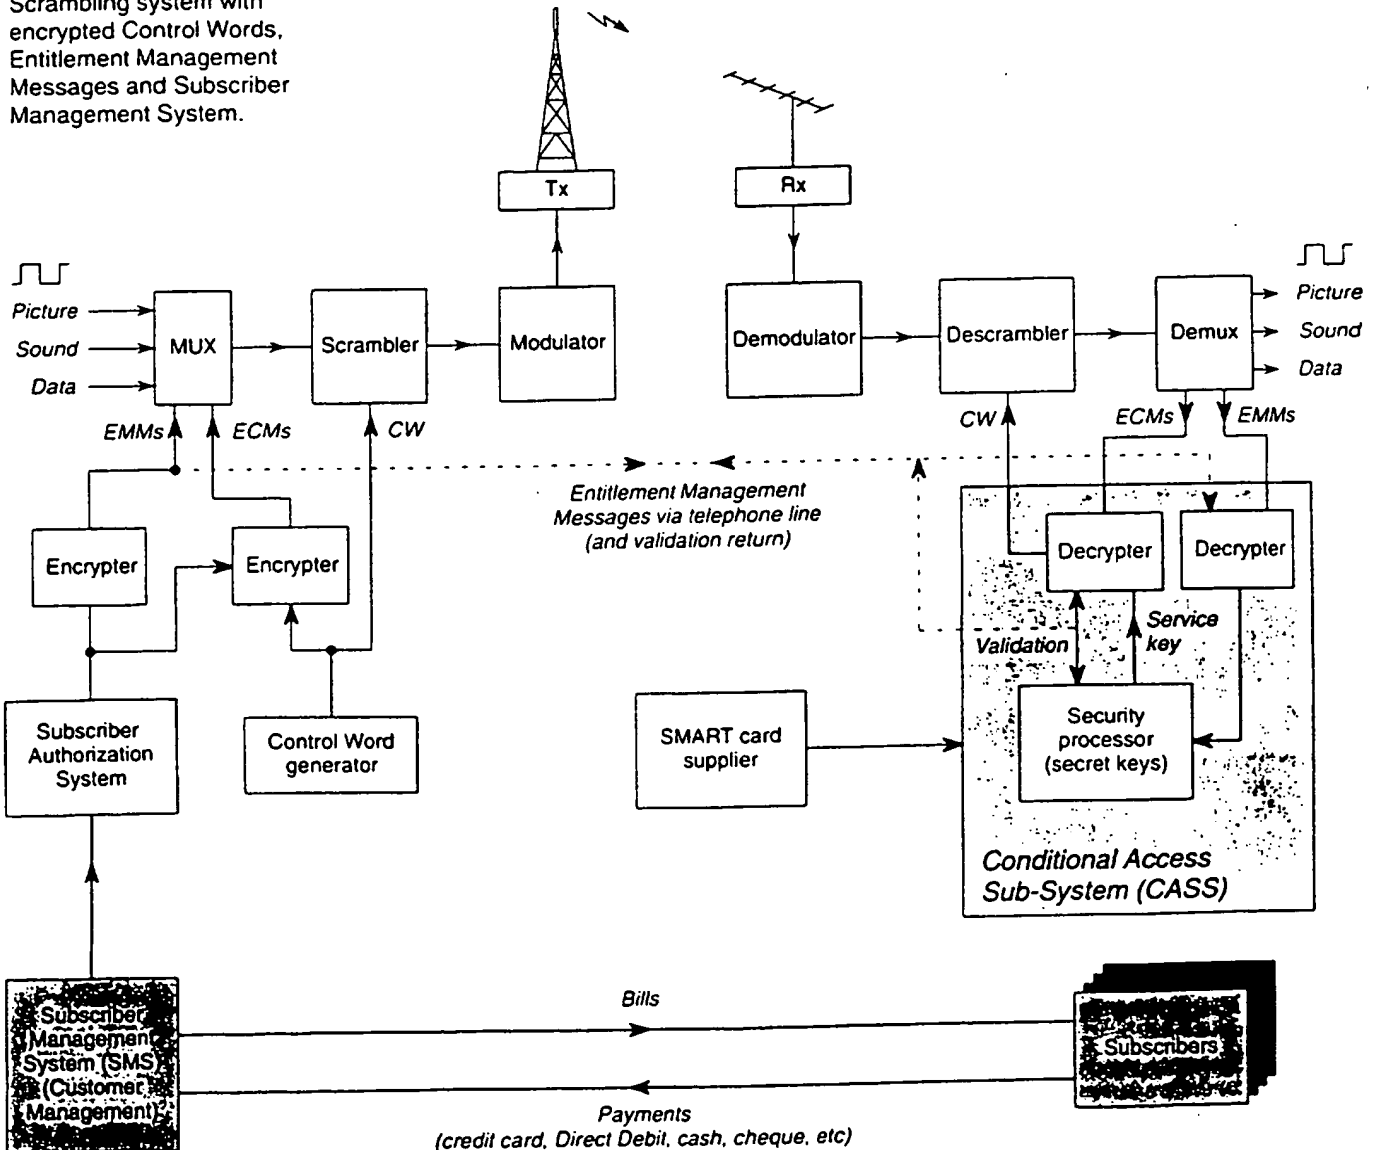 Scrambling system with
encrypted Control Words,
Entitlement Management
Messages and Subscriber
Management System.
Tx
Rx
Picture
Sound
Data
MUX
Scrambler
Modulator
Demodulator
Descrambler
Demux
Picture
Sound
Data
EMMs
ECMs
CW
CW
ECMs
EMMs
Entitlement Management
Messages via telephone line
(and validation return)
Encrypter
Encrypter
Decrypter
Decrypter
Validation
Service
key
Subscriber
Authorization
System
Control Word
generator
SMART card
supplier
Security
processor
(secret keys)
Conditional Access
Sub-System (CASS)
Subscriber
Management
System (SMS)
(Customer
Management)
Bills
Subscribers
Payments
(credit card, Direct Debit, cash, cheque, etc)